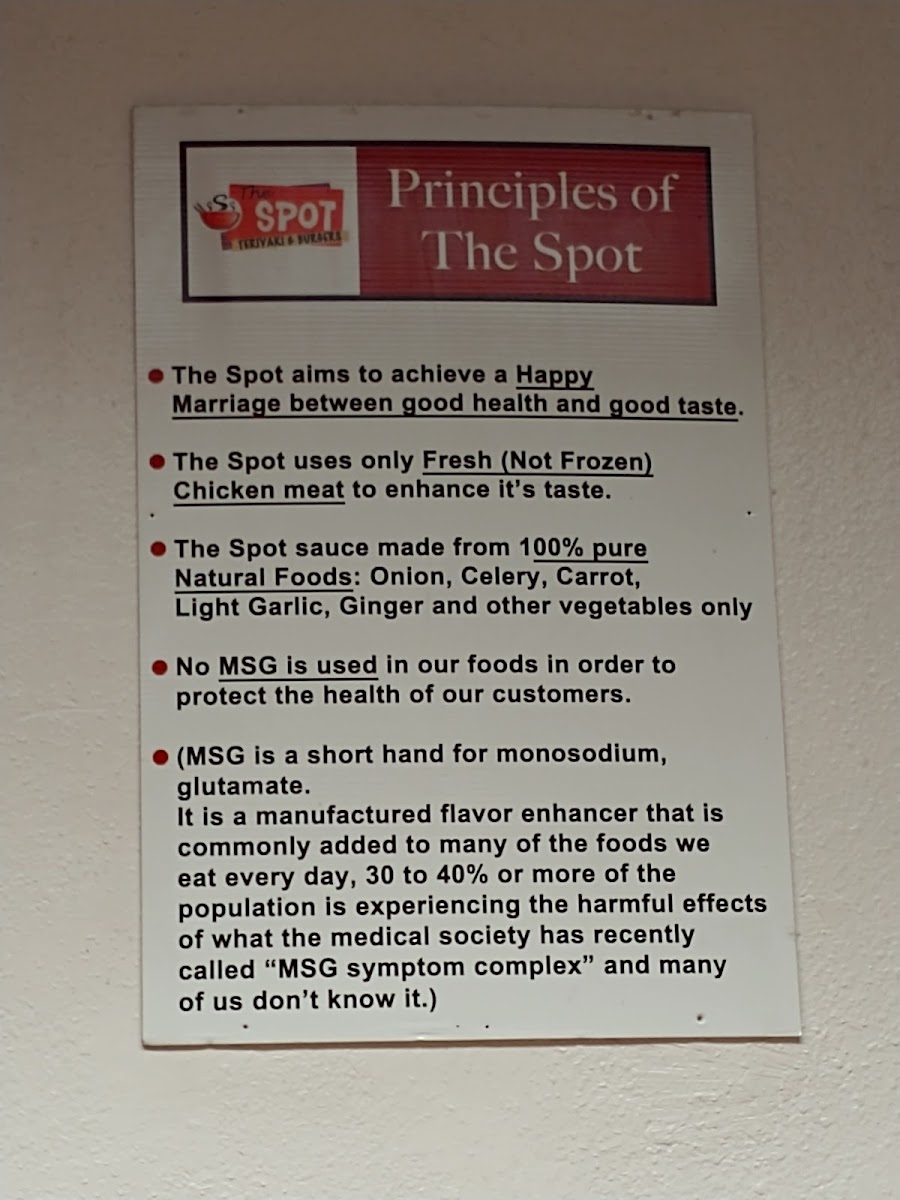 The
SPOT
TERIYAKI & BURGERS
Principles of
The Spot
• The Spot aims to achieve a Happy
Marriage between good health and good taste.
• The Spot uses only Fresh (Not Frozen)
Chicken meat to enhance it's taste.
• The Spot sauce made from 100% pure
Natural Foods: Onion, Celery, Carrot,
Light Garlic, Ginger and other vegetables only
• No MSG is used in our foods in order to
protect the health of our customers.
• (MSG is a short hand for monosodium,
glutamate.
It is a manufactured flavor enhancer that is
commonly added to many of the foods we
eat every day, 30 to 40% or more of the
population is experiencing the harmful effects
of what the medical society has recently
called “MSG symptom complex” and many
of us don’t know it.)